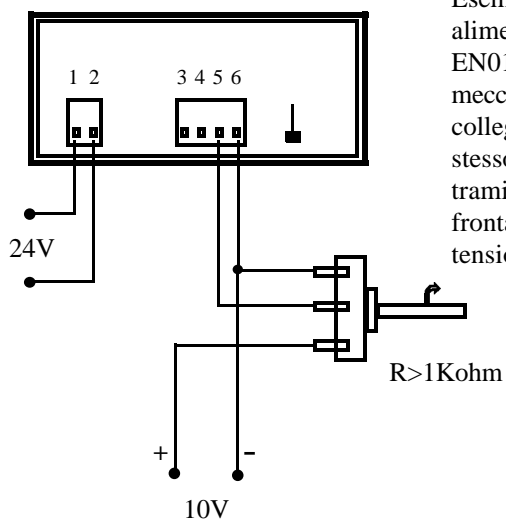 alime
EN01
mecc
colleg
stesso
trami
fronta
tensio
1 2
3 4 5 6
24V
R>1Kohm
+ -
10V